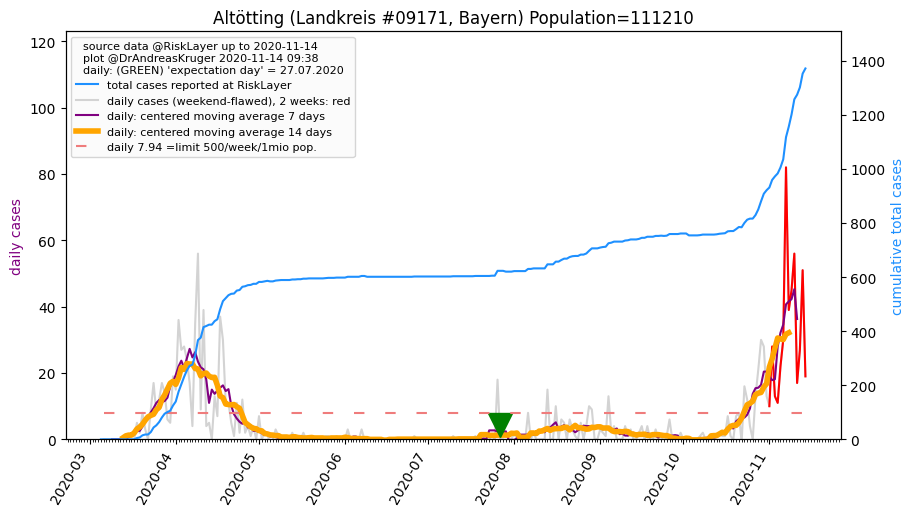 Altötting (Landkreis #09171, Bayern) Population=111210
source data @RiskLayer up to 2020-11-14
plot @DrAndreasKruger 2020-11-14 09:38
daily: (GREEN) 'expectation day' = 27.07.2020
total cases reported at RiskLayer
daily cases (weekend-flawed), 2 weeks: red
daily: centered moving average 7 days
daily: centered moving average 14 days
daily 7.94 =limit 500/week/1mio pop.
daily cases
120
100
80
60
40
20
0
cumulative total cases
1400
1200
1000
800
600
400
200
0
2020-03
2020-04
2020-05
2020-06
2020-07
2020-08
2020-09
2020-10
2020-11